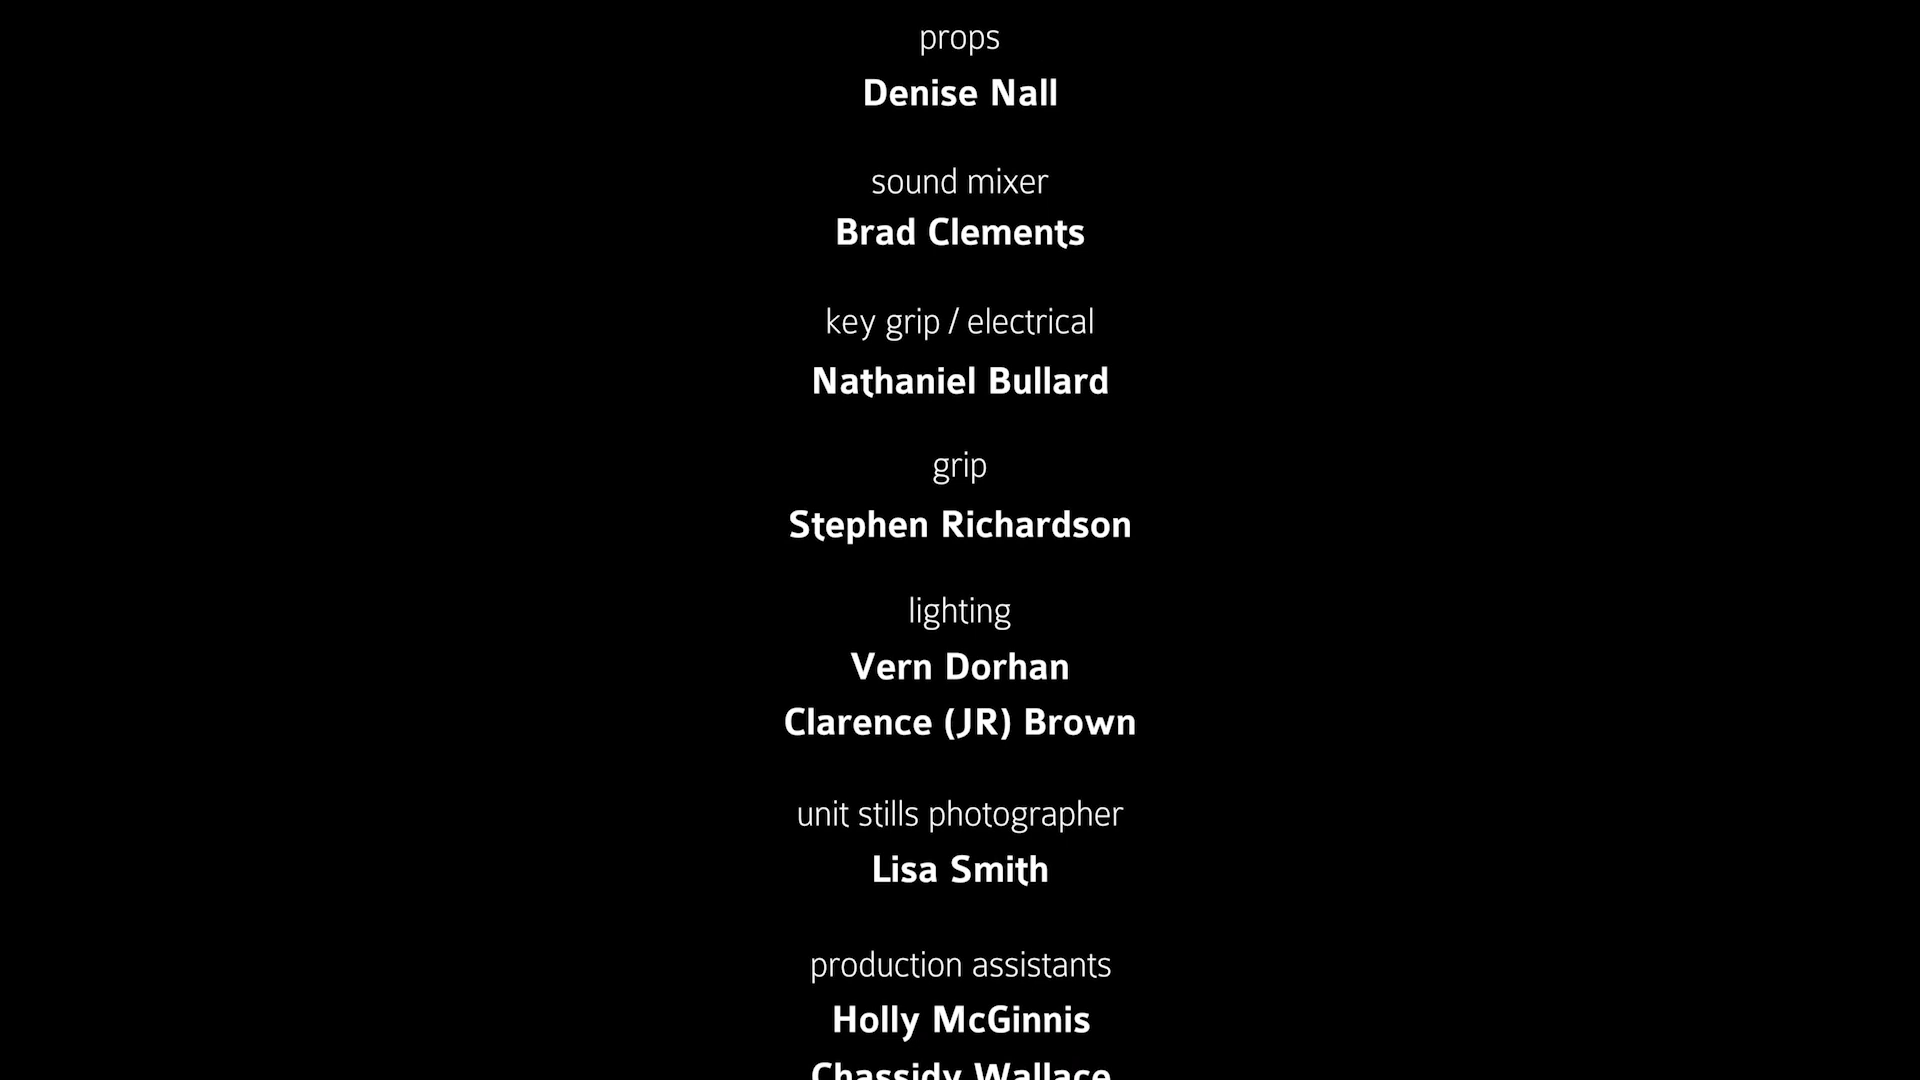 props
Denise Nall
sound mixer
Brad Clements
key grip / electrical
Nathaniel Bullard
grip
Stephen Richardson
lighting
Vern Dorhan
Clarence (JR) Brown
unit stills photographer
Lisa Smith
production assistants
Holly McGinnis
Chassidy Wallace